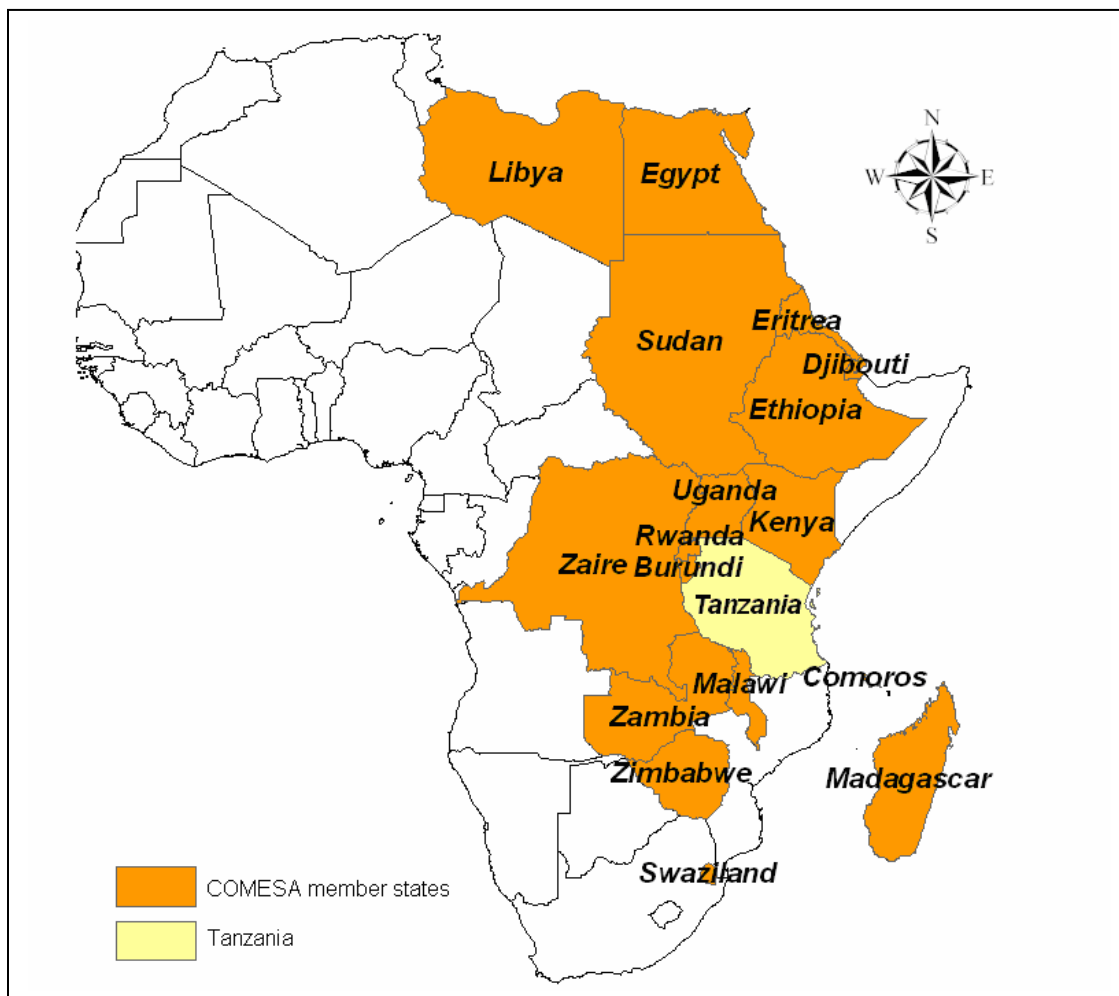 N
W E
S
Libya
Egypt
Sudan
Eritrea
Djibouti
Ethiopia
Uganda
Kenya
Rwanda
Zaire
Burundi
Tanzania
Malawi
Comoros
Zambia
Zimbabwe
Madagascar
Swaziland
COMESA member states
Tanzania